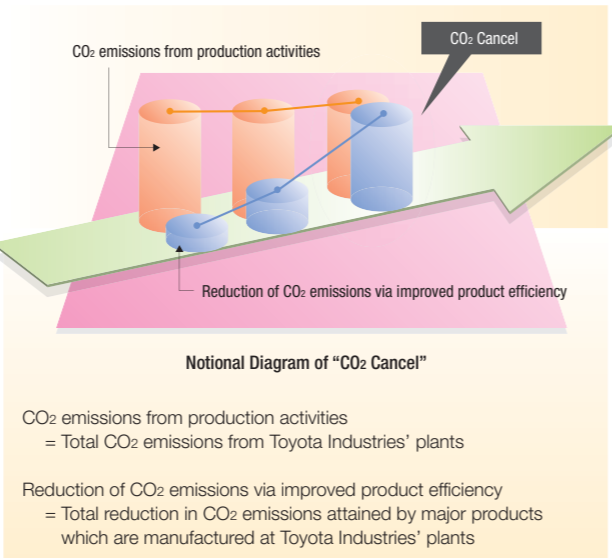 CO2 Cancel
CO2 emissions from production activities
Reduction of CO2 emissions via improved product efficiency
Notional Diagram of “CO2 Cancel”
CO2 emissions from production activities
= Total CO2 emissions from Toyota Industries’ plants
Reduction of CO2 emissions via improved product efficiency
= Total reduction in CO2 emissions attained by major products
which are manufactured at Toyota Industries’ plants